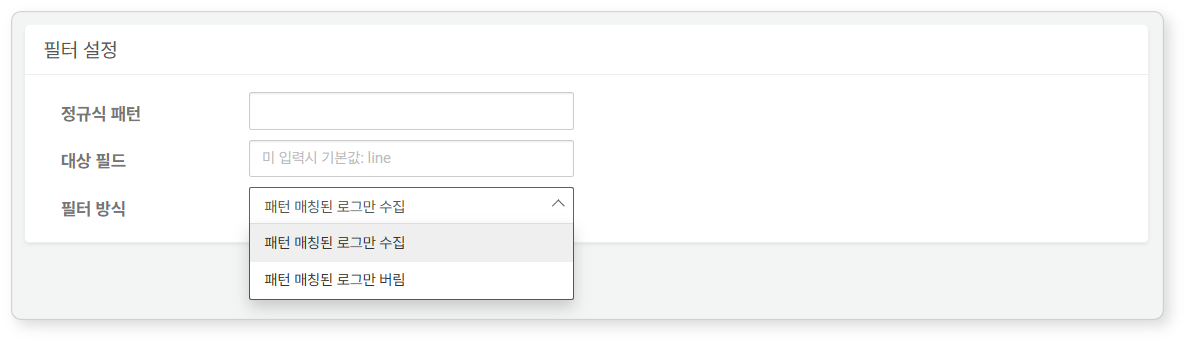 필터 설정
정규식 패턴
대상 필드
미 입력시 기본값: line
필터 방식
패턴 매칭된 로그만 수집
패턴 매칭된 로그만 수집
패턴 매칭된 로그만 버림